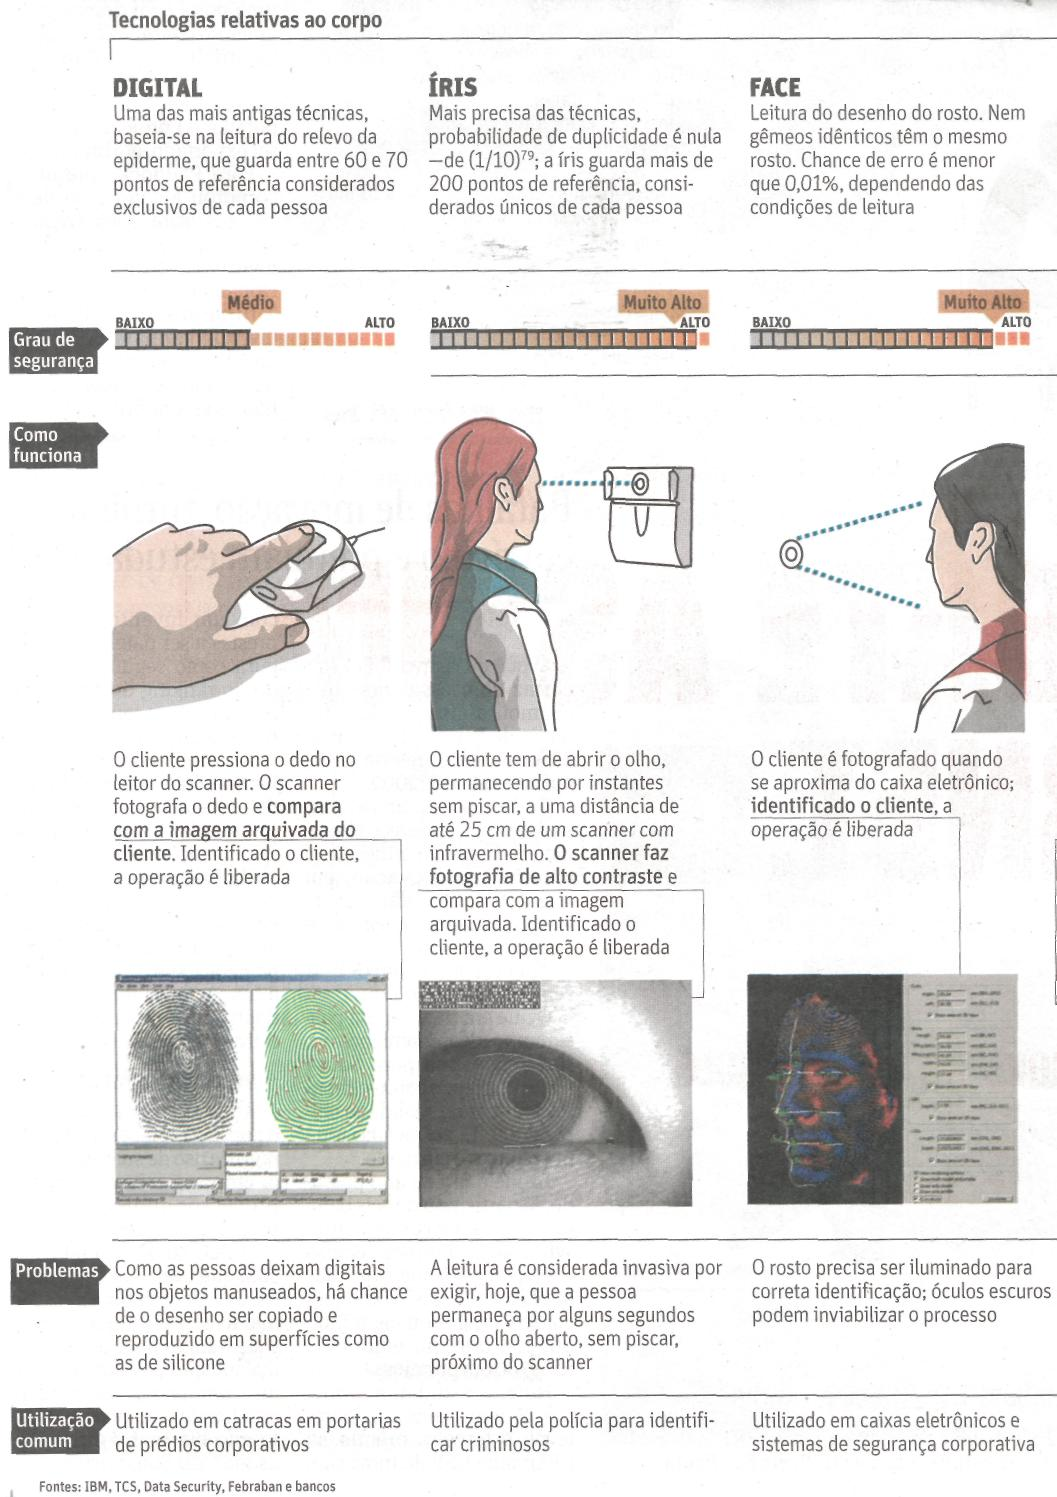 Tecnologias relativas ao corpo
DIGITAL
Uma das mais antigas técnicas,
baseia-se na leitura do relevo da
epiderme, que guarda entre 60 e 70
pontos de referência considerados
exclusivos de cada pessoa
ÍRIS
Mais precisa das técnicas,
probabilidade de duplicidade é nula
—de (1/10)⁷⁹; a íris guarda mais de
200 pontos de referência, consi-
derados únicos de cada pessoa
FACE
Leitura do desenho do rosto. Nem
gêmeos idênticos têm o mesmo
rosto. Chance de erro é menor
que 0,01%, dependendo das
condições de leitura
Grau de
segurança
Médio
BAIXO ALTO
Muito Alto
BAIXO ALTO
Muito Alto
BAIXO ALTO
Como
funciona
O cliente pressiona o dedo no
leitor do scanner. O scanner
fotografa o dedo e compara
com a imagem arquivada do
cliente. Identificado o cliente,
a operação é liberada
O cliente tem de abrir o olho,
permanecendo por instantes
sem piscar, a uma distância de
até 25 cm de um scanner com
infravermelho. O scanner faz
fotografia de alto contraste e
compara com a imagem
arquivada. Identificado o
cliente, a operação é liberada
O cliente é fotografado quando
se aproxima do caixa eletrônico;
identificado o cliente, a
operação é liberada
Problemas
Como as pessoas deixam digitais
nos objetos manuseados, há chance
de o desenho ser copiado e
reproduzido em superfícies como
as de silicone
A leitura é considerada invasiva por
exigir, hoje, que a pessoa
permaneça por alguns segundos
com o olho aberto, sem piscar,
próximo do scanner
O rosto precisa ser iluminado para
correta identificação; óculos escuros
podem inviabilizar o processo
Utilização
comum
Utilizado em catracas em portarias
de prédios corporativos
Utilizado pela polícia para identifi-
car criminosos
Utilizado em caixas eletrônicos e
sistemas de segurança corporativa
Fontes: IBM, TCS, Data Security, Febraban e bancos